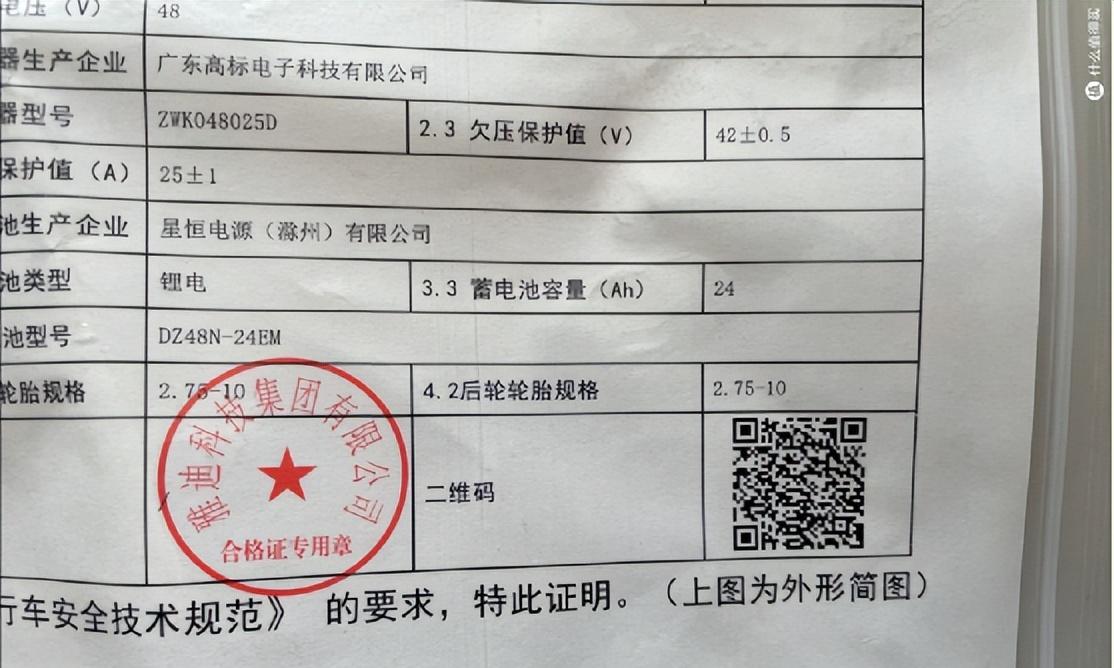 电压（V） 48
器生产企业 广东高标电子科技有限公司
器型号 ZWK048025D 2.3 欠压保护值（V） 42±0.5
保护值（A） 25±1
池生产企业 星恒电源（滁州）有限公司
池类型 锂电 3.3 蓄电池容量（Ah） 24
池型号 DZ48N-24EM
轮胎规格 2.75-10 4.2后轮轮胎规格 2.75-10
雅迪科技集团有限公司
合格证专用章
二维码
行车安全技术规范》 的要求，特此证明。（上图为外形简图）
值 什么值得买